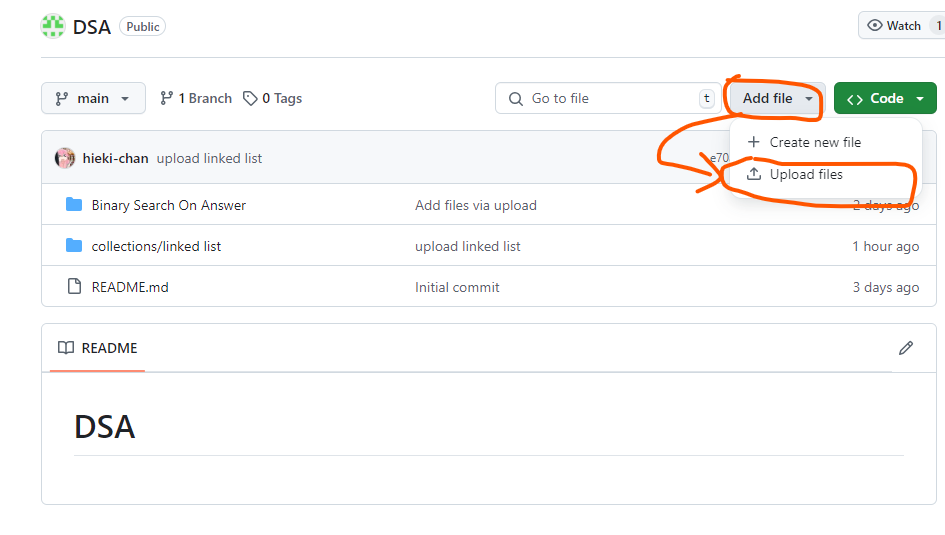 DSA Public Watch 1
main 1 Branch 0 Tags Go to file t Add file Code
Create new file
hieki-chan upload linked list e70
Upload files
Binary Search On Answer Add files via upload 2 days ago
collections/linked list upload linked list 1 hour ago
README.md Initial commit 3 days ago
README
DSA